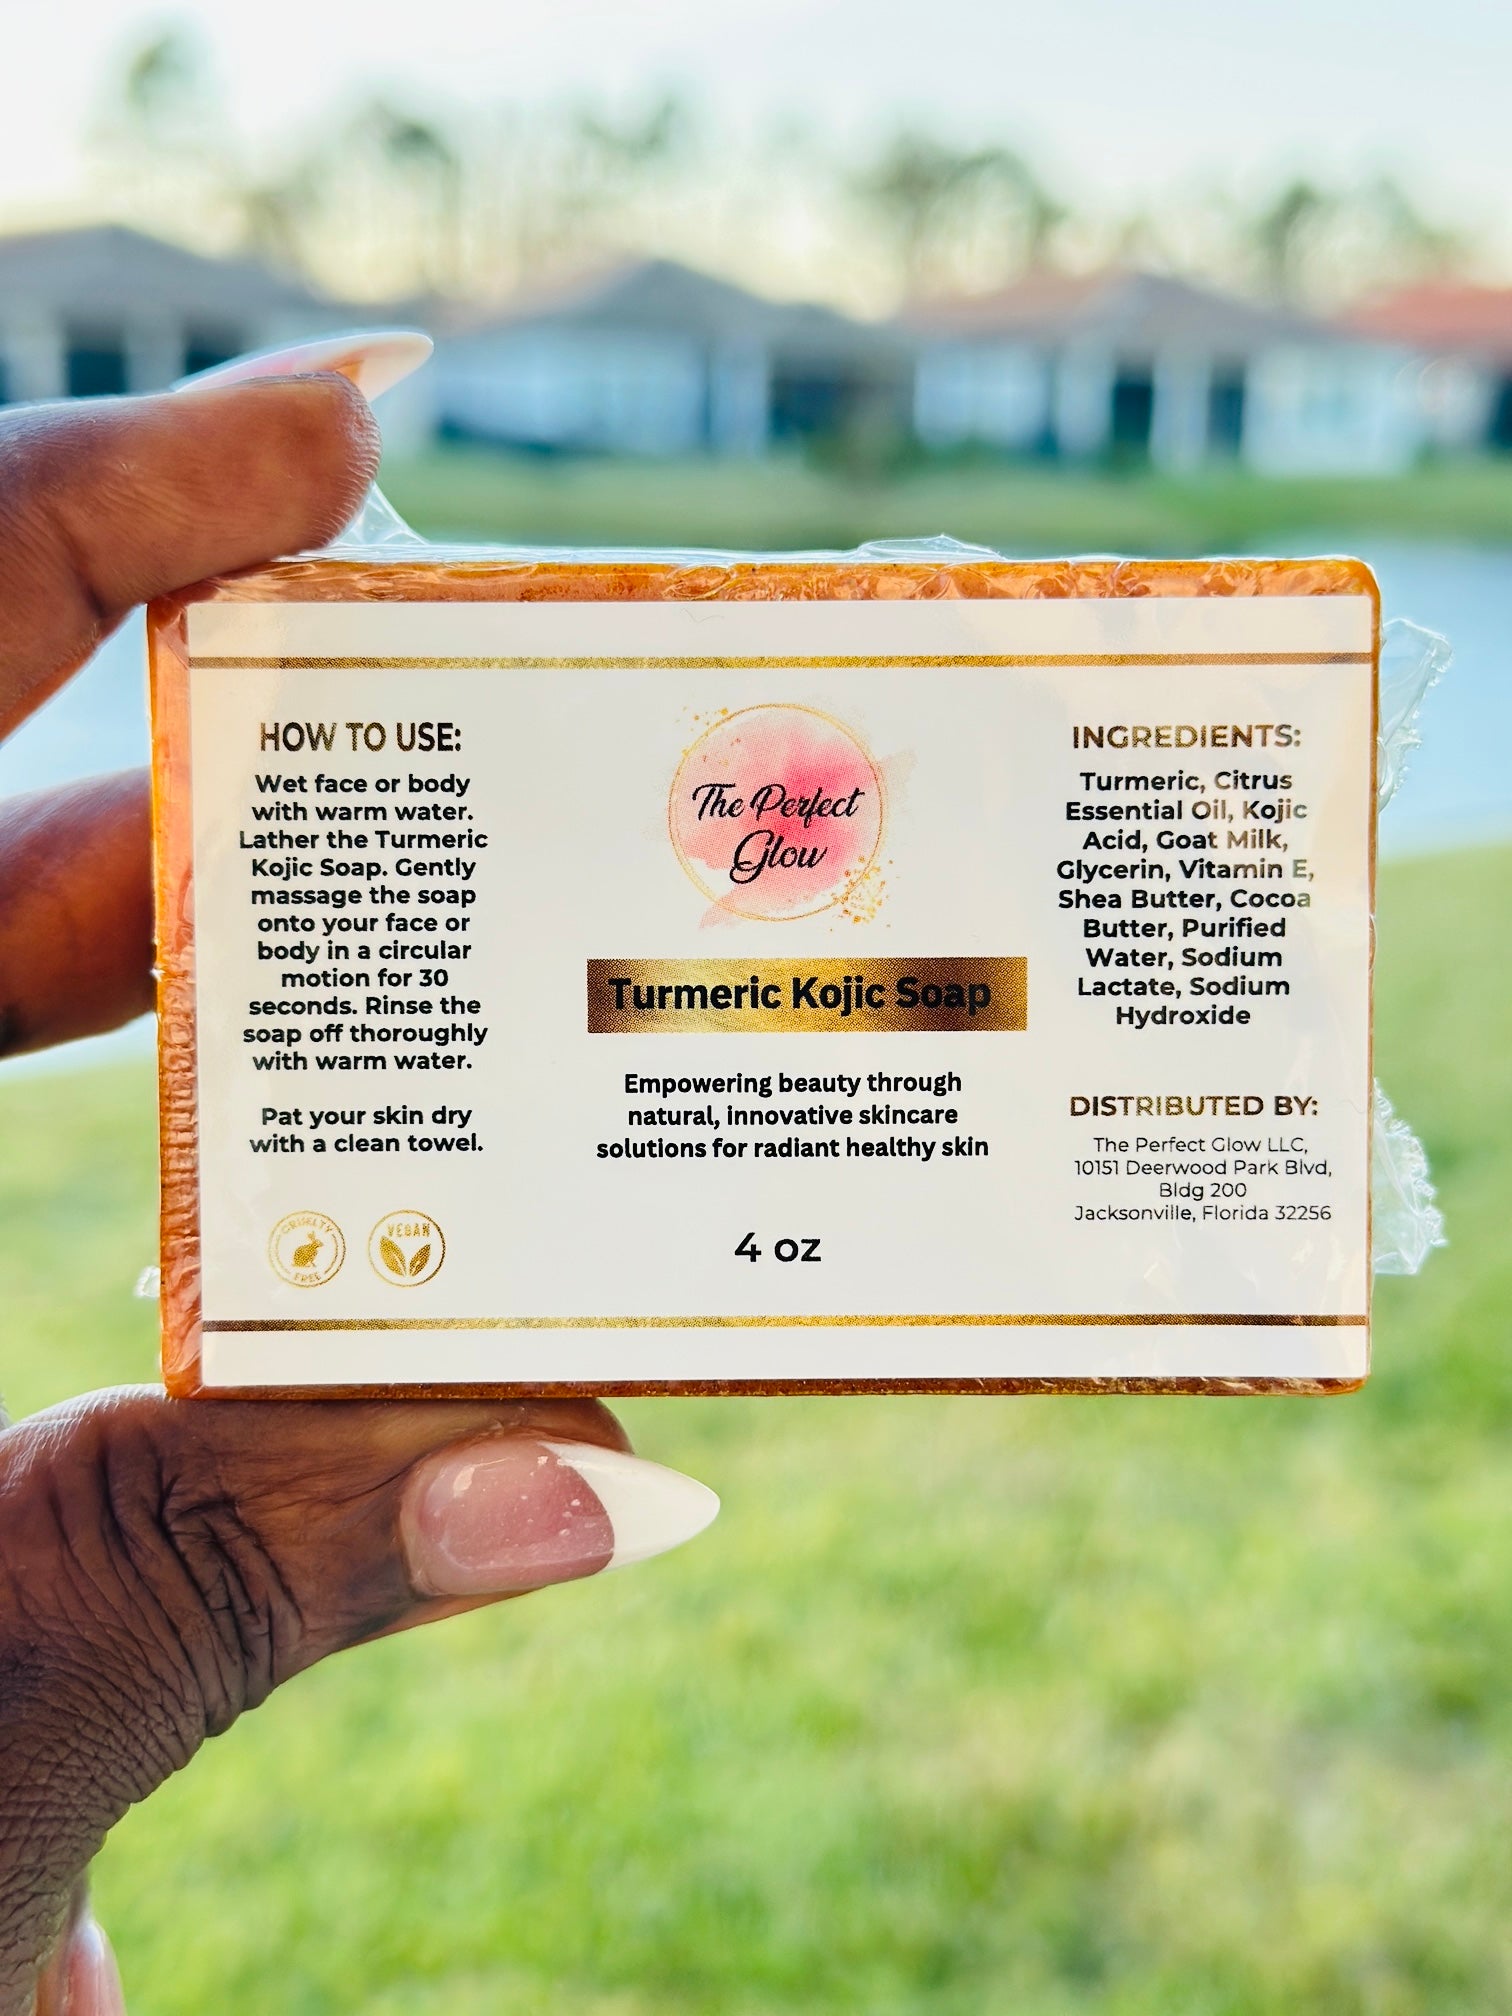 HOW TO USE:
Wet face or body
with warm water.
Lather the Turmeric
Kojic Soap. Gently
massage the soap
onto your face or
body in a circular
motion for 30
seconds. Rinse the
soap off thoroughly
with warm water.
Pat your skin dry
with a clean towel.
CRUELTY
FREE
VEGAN
The Perfect
Glow
Turmeric Kojic Soap
Empowering beauty through
natural, innovative skincare
solutions for radiant healthy skin
4 oz
INGREDIENTS:
Turmeric, Citrus
Essential Oil, Kojic
Acid, Goat Milk,
Glycerin, Vitamin E,
Shea Butter, Cocoa
Butter, Purified
Water, Sodium
Lactate, Sodium
Hydroxide
DISTRIBUTED BY:
The Perfect Glow LLC,
10151 Deerwood Park Blvd,
Bldg 200
Jacksonville, Florida 32256